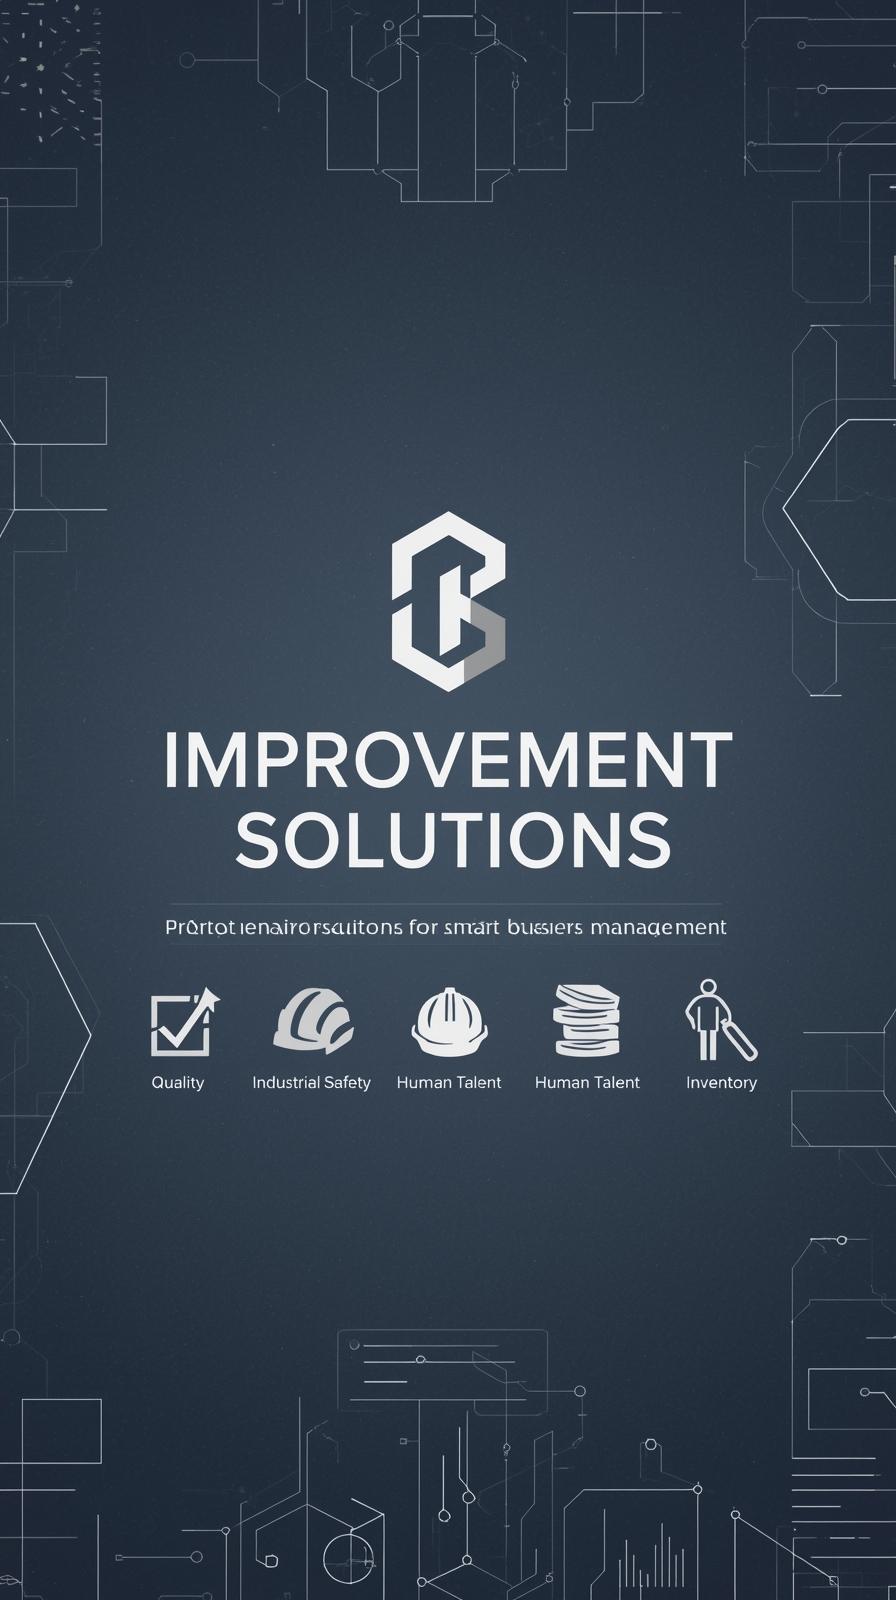 IMPROVEMENT
SOLUTIONS
for smart management
Quality
Industrial Safety
Human Talent
Human Talent
Inventory